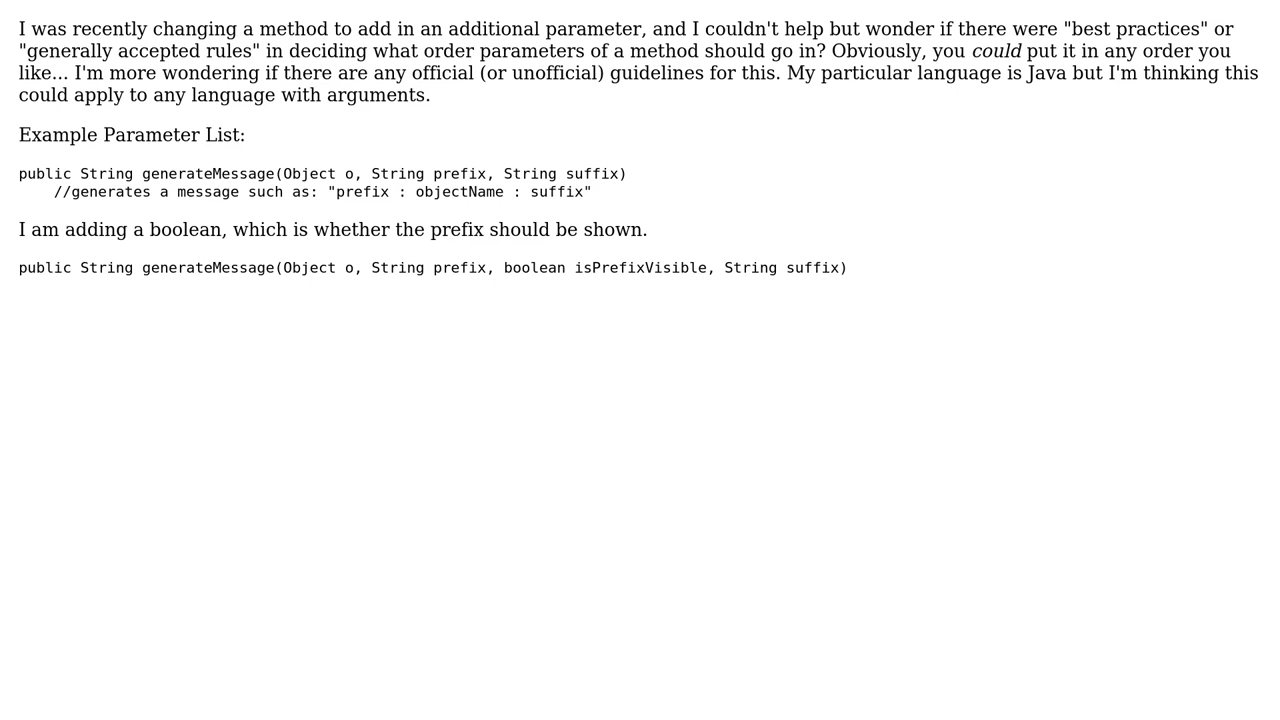 I was recently changing a method to add in an additional parameter, and I couldn't help but wonder if there were "best practices" or
"generally accepted rules" in deciding what order parameters of a method should go in? Obviously, you could put it in any order you
like... I'm more wondering if there are any official (or unofficial) guidelines for this. My particular language is Java but I'm thinking this
could apply to any language with arguments.
Example Parameter List:
public String generateMessage(Object o, String prefix, String suffix)
    //generates a message such as: "prefix : objectName : suffix"
I am adding a boolean, which is whether the prefix should be shown.
public String generateMessage(Object o, String prefix, boolean isPrefixVisible, String suffix)